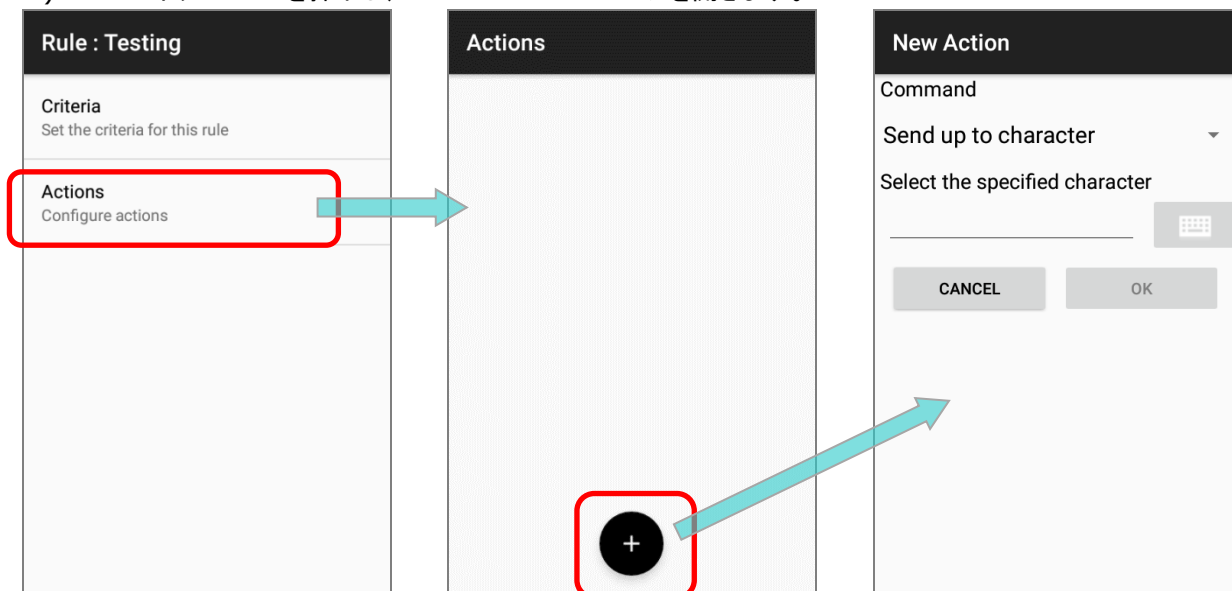 Rule : Testing
Criteria
Set the criteria for this rule
Actions
Configure actions
Actions
+
New Action
Command
Send up to character
Select the specified character
CANCEL
OK